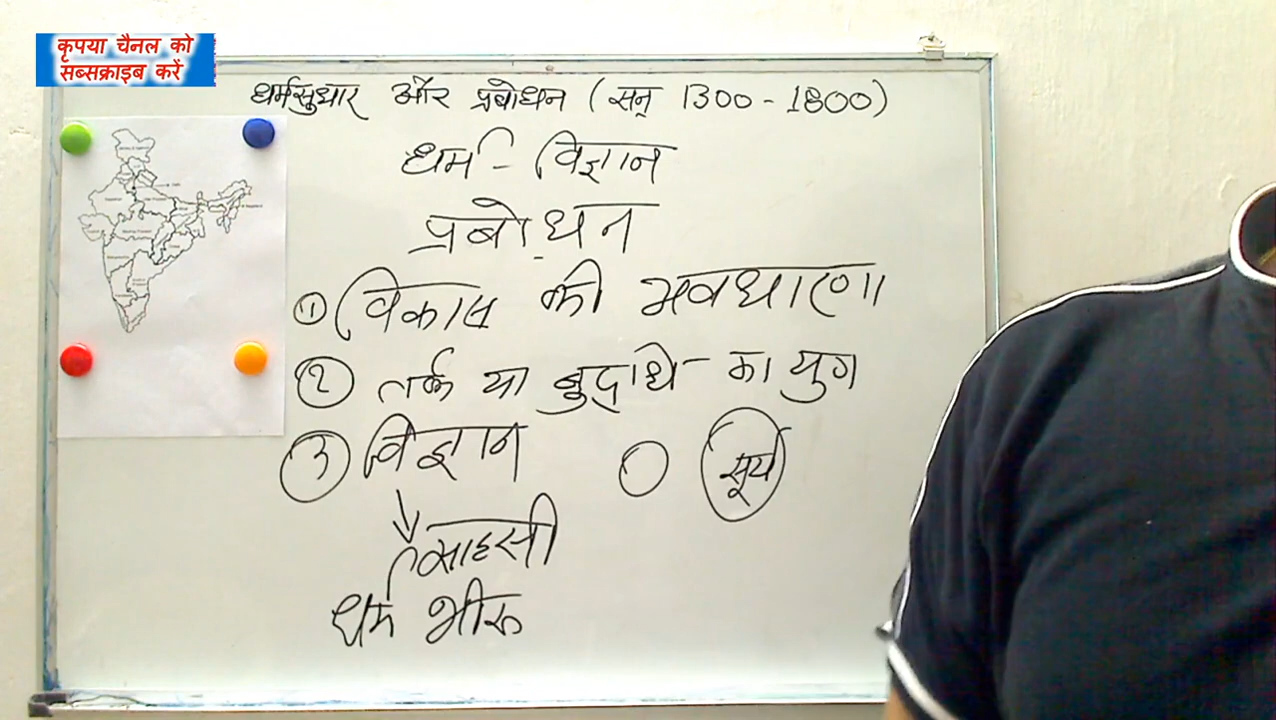 कृपया चैनल को
सब्सक्राइब करें
धर्मसुधार और प्रबोधन (सन् 1300-1800)
धर्म - विज्ञान
प्रबोधन
① विकास की अवधारणा
② तर्क या बुद्धि का युग
③ विज्ञान
सूर्य
साहसी
धर्म भीरू